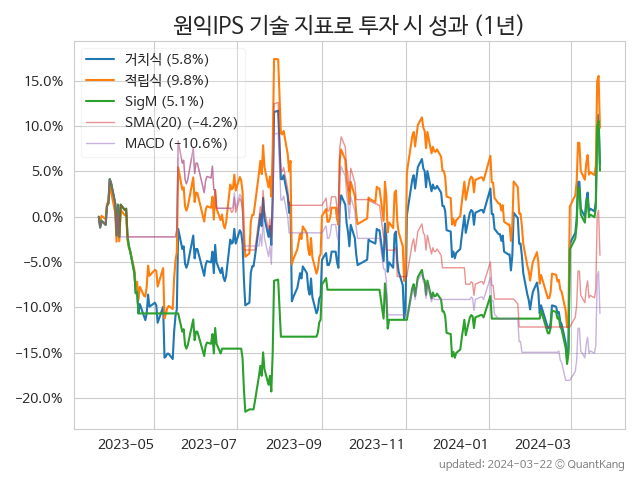 원익IPS 기술 지표로 투자 시 성과 (1년)
거치식 (5.8%)
적립식 (9.8%)
SigM (5.1%)
SMA(20) (−4.2%)
MACD (−10.6%)
15.0%
10.0%
5.0%
0.0%
−5.0%
−10.0%
−15.0%
−20.0%
2023-05 2023-07 2023-09 2023-11 2024-01 2024-03
updated: 2024-03-22 © QuantKang